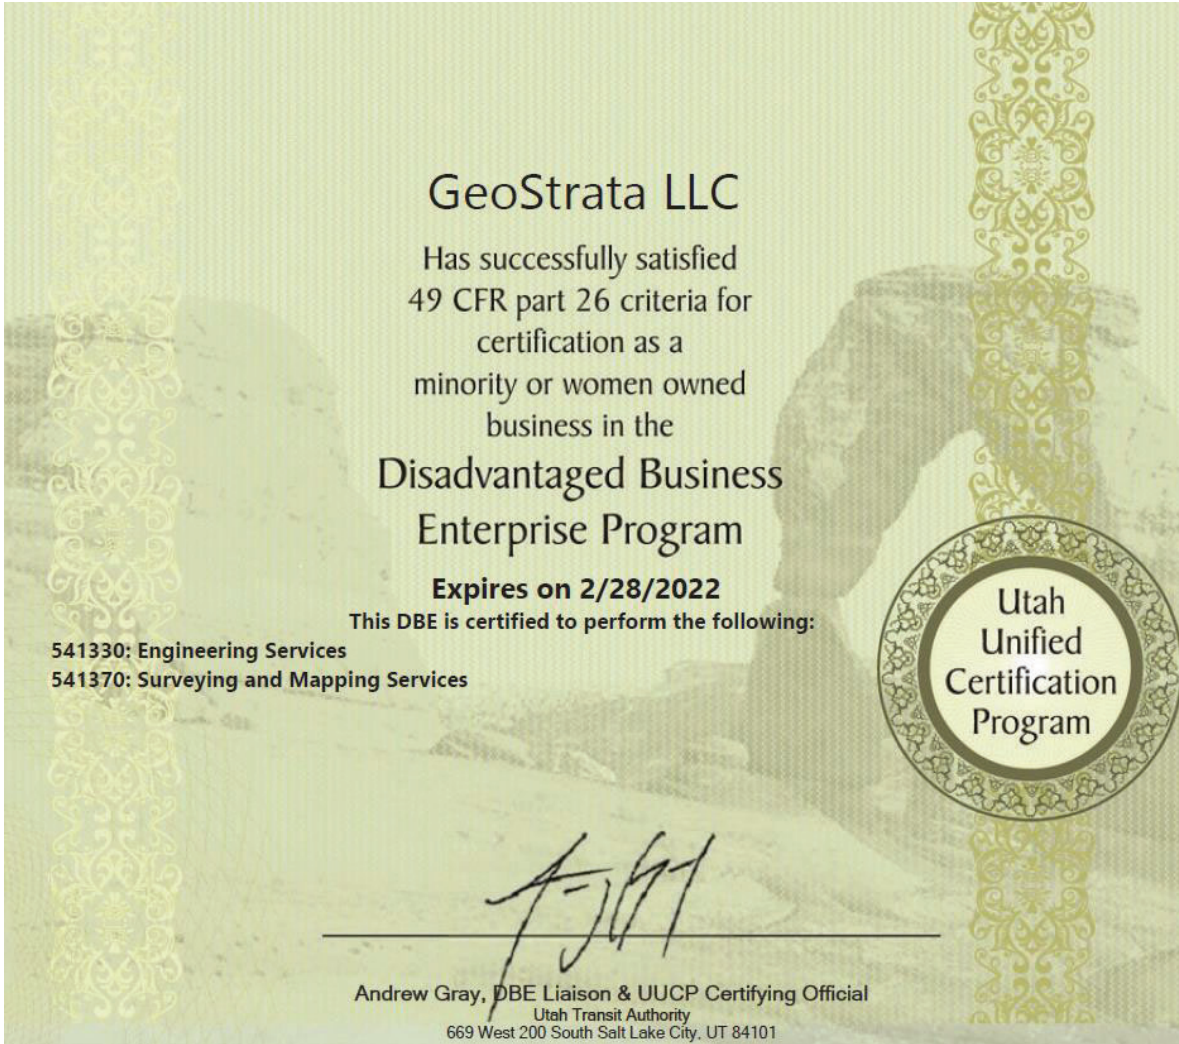 GeoStrata LLC
Has successfully satisfied
49 CFR part 26 criteria for
certification as a
minority or women owned
business in the
Disadvantaged Business
Enterprise Program
Expires on 2/28/2022
This DBE is certified to perform the following:
541330: Engineering Services
541370: Surveying and Mapping Services
Utah
Unified
Certification
Program
Andrew Gray, DBE Liaison & UUCP Certifying Official
Utah Transit Authority
669 West 200 South Salt Lake City, UT 84101